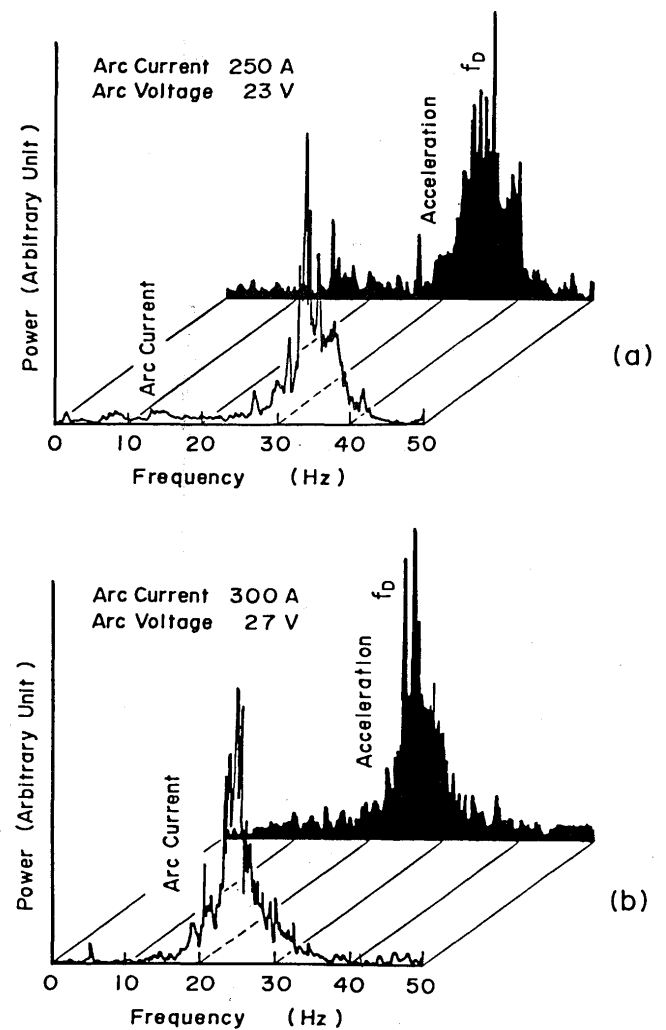 Arc Current 250 A
Arc Voltage 23 V
f_D
Acceleration
Arc Current
Power (Arbitrary Unit)
(a)
0 10 20 30 40 50
Frequency (Hz)
Arc Current 300 A
Arc Voltage 27 V
f_D
Acceleration
Arc Current
Power (Arbitrary Unit)
(b)
0 10 20 30 40 50
Frequency (Hz)